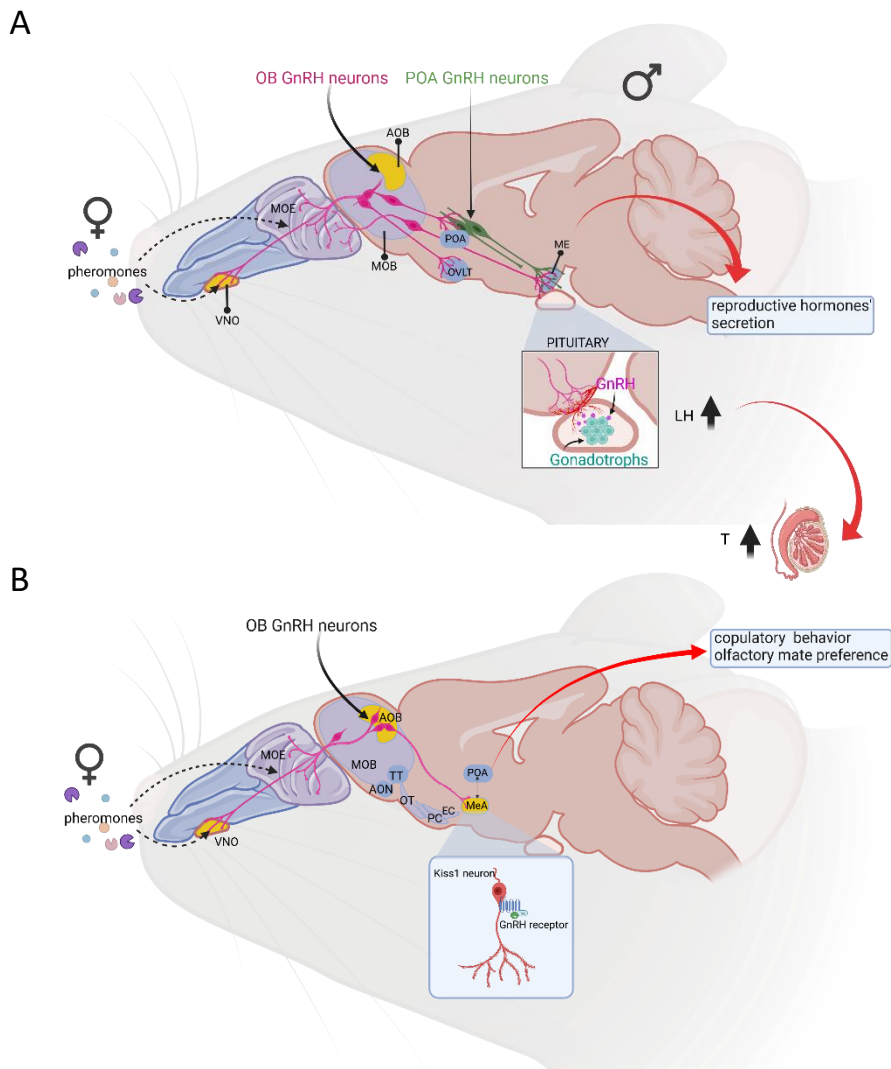 A
OB GnRH neurons
POA GnRH neurons
♂
AOB
♀
MOE
pheromones
POA
ME
MOB
OVLT
VNO
reproductive hormones'
secretion
PITUITARY
GnRH
Gonadotrophs
LH
T
B
OB GnRH neurons
copulatory behavior
olfactory mate preference
♀
AOB
MOE
MOB
TT
POA
AON
pheromones
OT
MeA
EC
PC
VNO
Kiss1 neuron
GnRH receptor